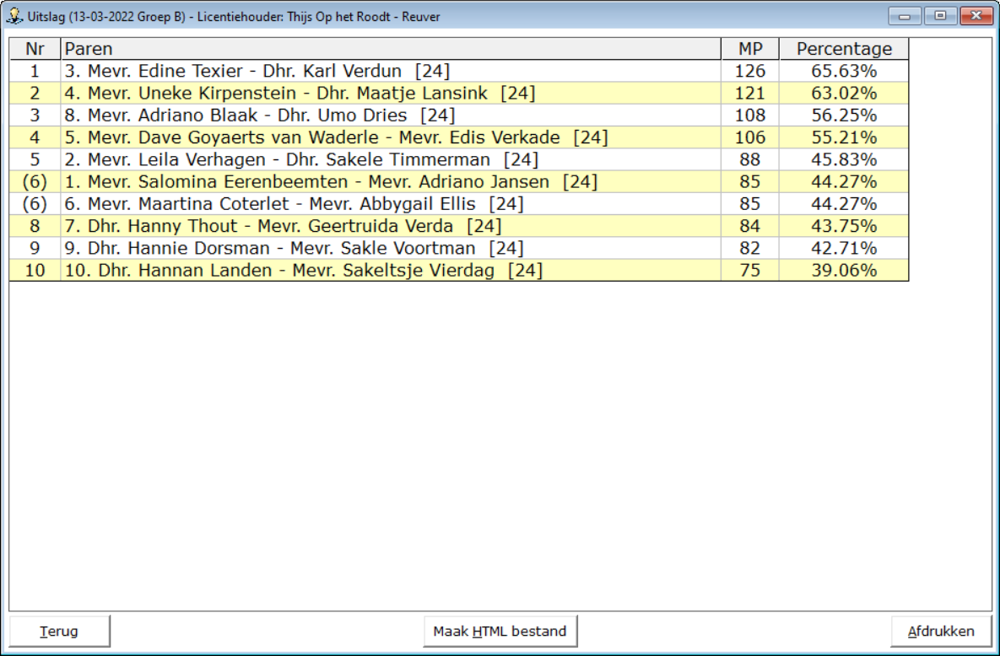 Uitslag (13-03-2022 Groep B) - Licentiehouder: Thijs Op het Roodt - Reuver
Nr Paren MP Percentage
1 3. Mevr. Edine Texier - Dhr. Karl Verdun [24] 126 65.63%
2 4. Mevr. Uneke Kirpenstein - Dhr. Maatje Lansink [24] 121 63.02%
3 8. Mevr. Adriano Blaak - Dhr. Umo Dries [24] 108 56.25%
4 5. Mevr. Dave Goyaerts van Waderle - Mevr. Edis Verkade [24] 106 55.21%
5 2. Mevr. Leila Verhagen - Dhr. Sakele Timmerman [24] 88 45.83%
(6) 1. Mevr. Salomina Eerenbeemten - Mevr. Adriano Jansen [24] 85 44.27%
(6) 6. Mevr. Maartina Coterlet - Mevr. Abbygail Ellis [24] 85 44.27%
8 7. Dhr. Hanny Thout - Mevr. Geertruida Verda [24] 84 43.75%
9 9. Dhr. Hannie Dorsman - Mevr. Sakle Voortman [24] 82 42.71%
10 10. Dhr. Hannan Landen - Mevr. Sakeltsje Vierdag [24] 75 39.06%
Terug Maak HTML bestand Afdrukken